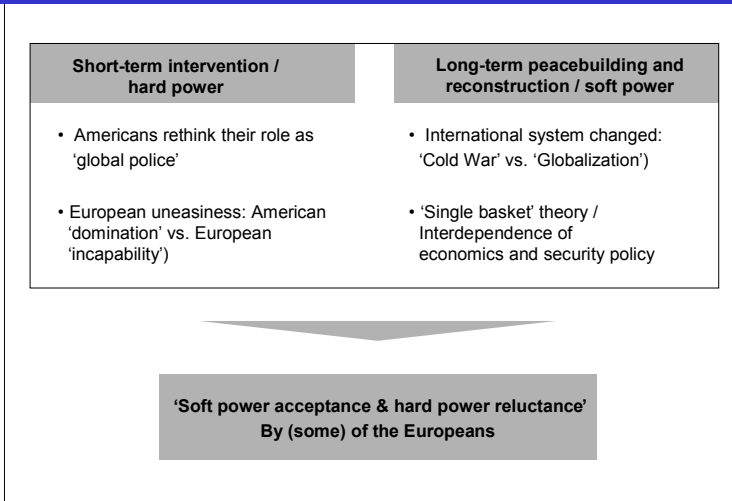 Short-term intervention /
hard power
• Americans rethink their role as
‘global police’
• European uneasiness: American
‘domination’ vs. European
‘incapability’)
Long-term peacebuilding and
reconstruction / soft power
• International system changed:
‘Cold War’ vs. ‘Globalization’)
• ‘Single basket’ theory /
Interdependence of
economics and security policy
‘Soft power acceptance & hard power reluctance’
By (some) of the Europeans